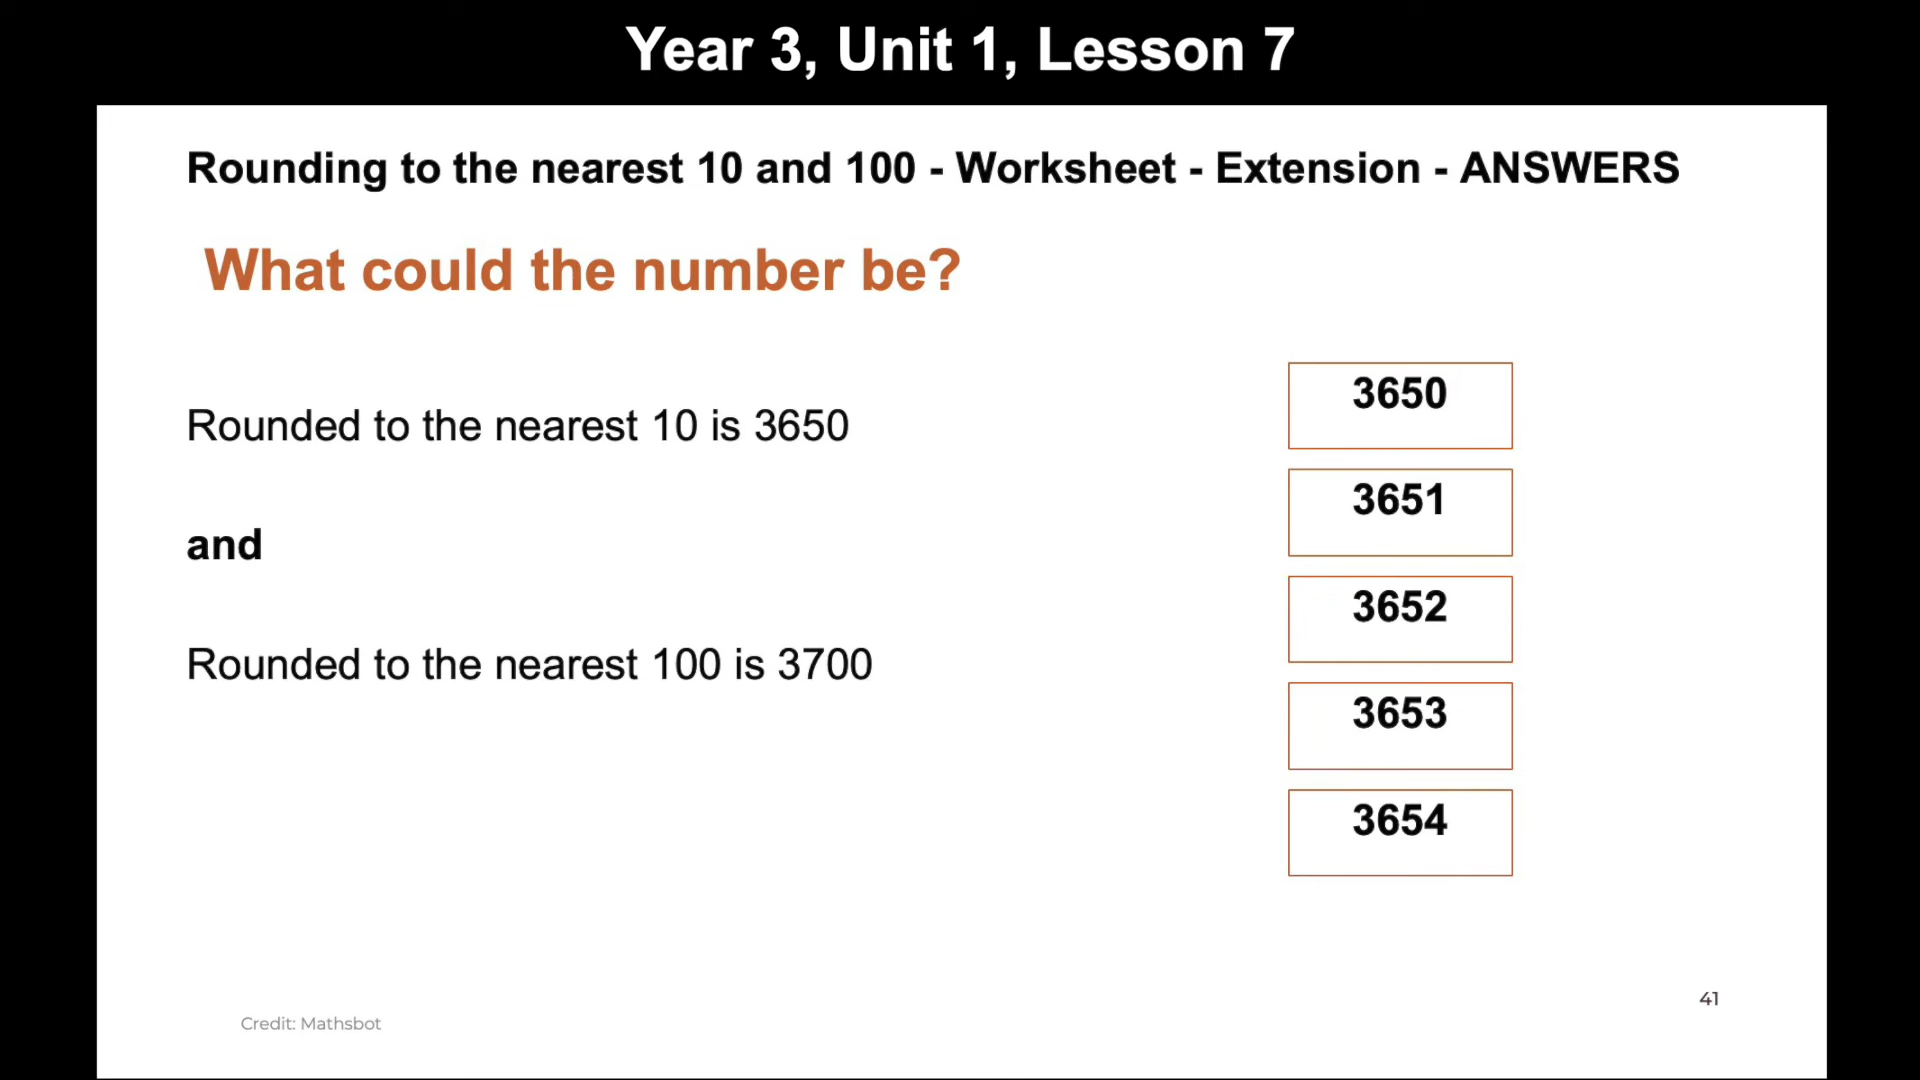 Year 3, Unit 1, Lesson 7
Rounding to the nearest 10 and 100 - Worksheet - Extension - ANSWERS
What could the number be?
Rounded to the nearest 10 is 3650
and
Rounded to the nearest 100 is 3700
3650
3651
3652
3653
3654
41
Credit: Mathsbot